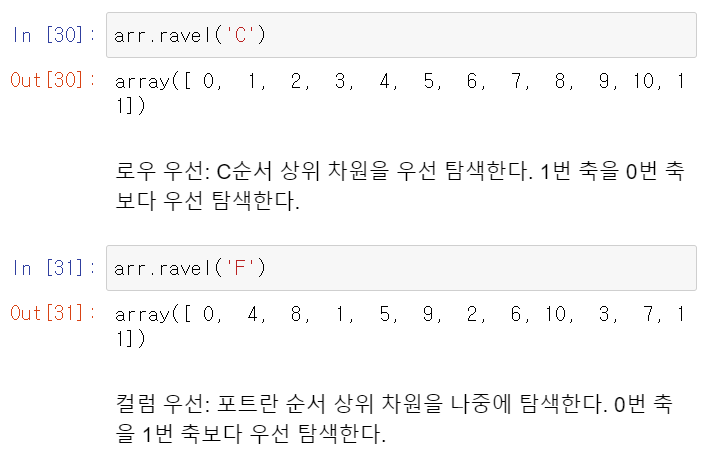 In [30]: arr.ravel('C')
Out[30]: array([ 0,  1,  2,  3,  4,  5,  6,  7,  8,  9, 10, 1
1])
로우 우선: C순서 상위 차원을 우선 탐색한다. 1번 축을 0번 축
보다 우선 탐색한다.
In [31]: arr.ravel('F')
Out[31]: array([ 0,  4,  8,  1,  5,  9,  2,  6, 10,  3,  7, 1
1])
컬럼 우선: 포트란 순서 상위 차원을 나중에 탐색한다. 0번 축
을 1번 축보다 우선 탐색한다.